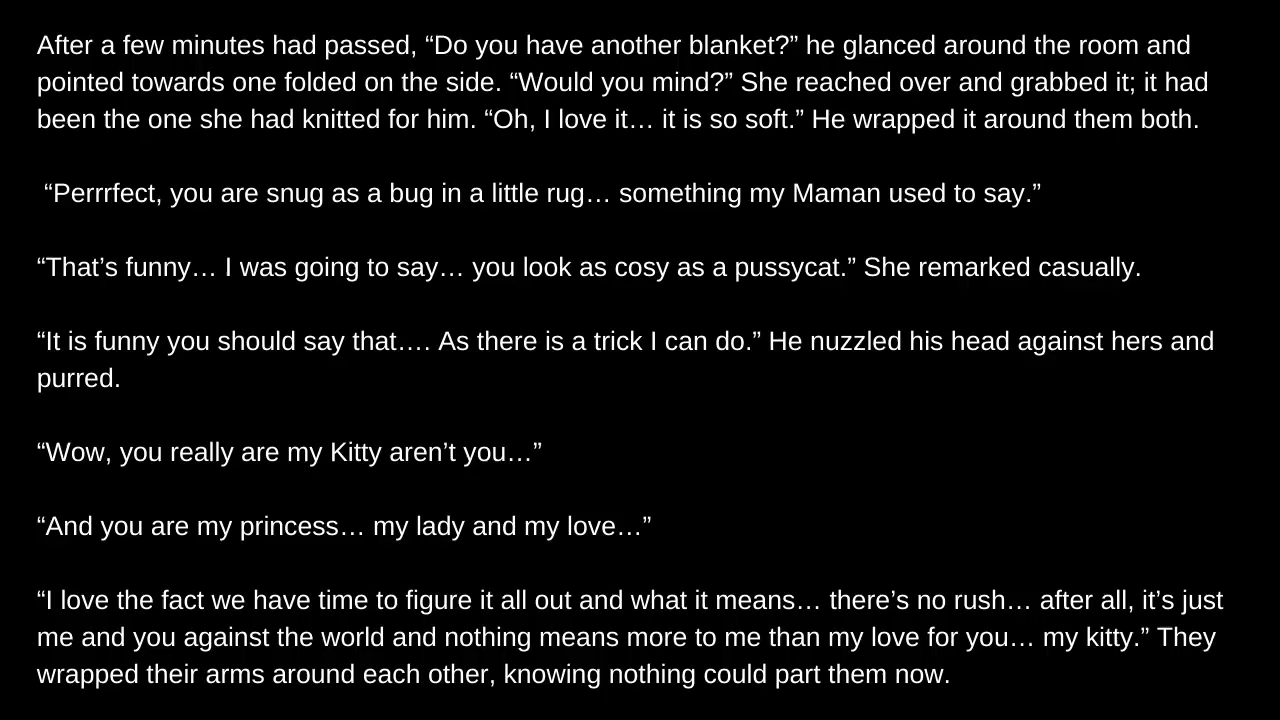 After a few minutes had passed, “Do you have another blanket?” he glanced around the room and
pointed towards one folded on the side. “Would you mind?” She reached over and grabbed it; it had
been the one she had knitted for him. “Oh, I love it… it is so soft.” He wrapped it around them both.
“Perrrfect, you are snug as a bug in a little rug… something my Maman used to say.”
“That’s funny… I was going to say… you look as cosy as a pussycat.” She remarked casually.
“It is funny you should say that…. As there is a trick I can do.” He nuzzled his head against hers and
purred.
“Wow, you really are my Kitty aren’t you…”
“And you are my princess… my lady and my love…”
“I love the fact we have time to figure it all out and what it means… there’s no rush… after all, it’s just
me and you against the world and nothing means more to me than my love for you… my kitty.” They
wrapped their arms around each other, knowing nothing could part them now.